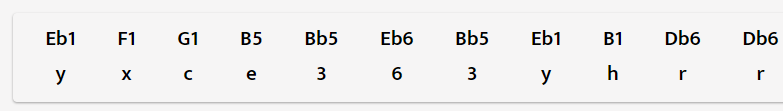 Eb1 F1 G1 B5 Bb5 Eb6 Bb5 Eb1 B1 Db6 Db6
y x c e 3 6 3 y h r r